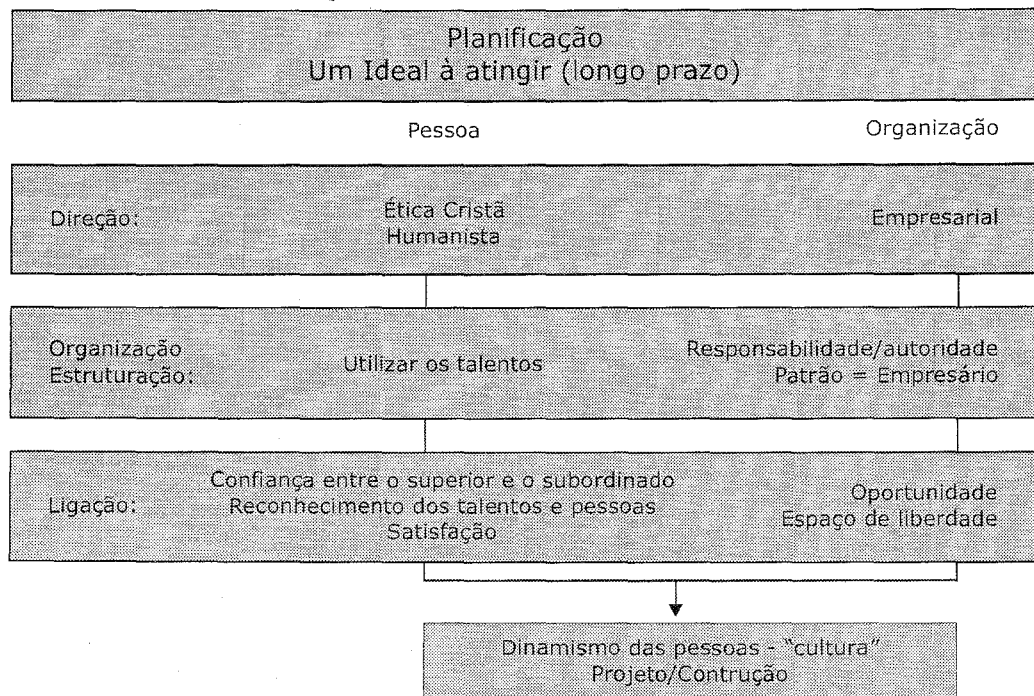 Planificação
Um Ideal à atingir (longo prazo)
Pessoa Organização
Direção: Ética Cristã Empresarial
Humanista
Organização Utilizar os talentos Responsabilidade/autoridade
Estruturação: Patrão = Empresário
Ligação: Confiança entre o superior e o subordinado Oportunidade
Reconhecimento dos talentos e pessoas Espaço de liberdade
Satisfação
Dinamismo das pessoas - "cultura"
Projeto/Contrução